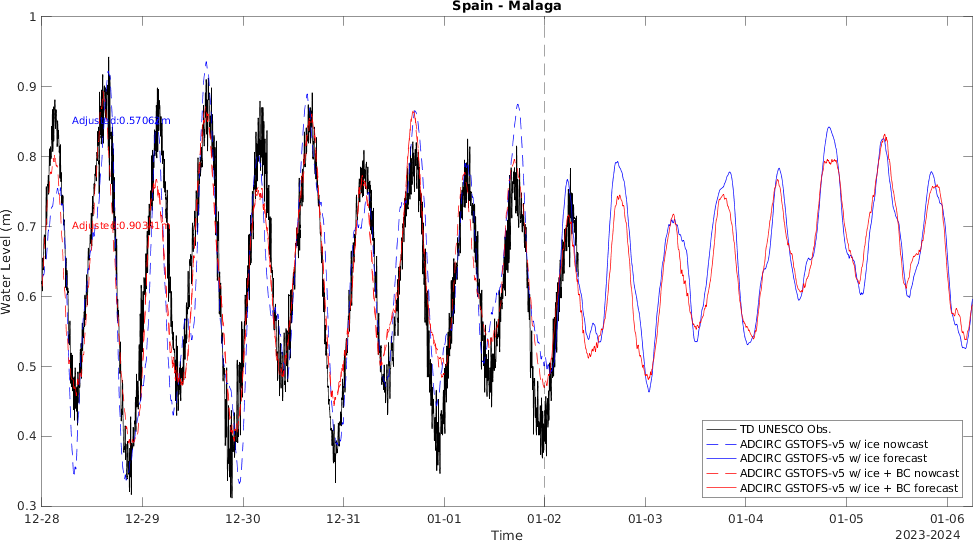 Spain - Malaga
1
0.9
0.8
0.7
0.6
0.5
0.4
0.3
Water Level (m)
Adjusted:0.57062m
Adjusted:0.90391m
TD UNESCO Obs.
ADCIRC GSTOFS-v5 w/ ice nowcast
ADCIRC GSTOFS-v5 w/ ice forecast
ADCIRC GSTOFS-v5 w/ ice + BC nowcast
ADCIRC GSTOFS-v5 w/ ice + BC forecast
12-28 12-29 12-30 12-31 01-01 01-02 01-03 01-04 01-05 01-06
Time
2023-2024